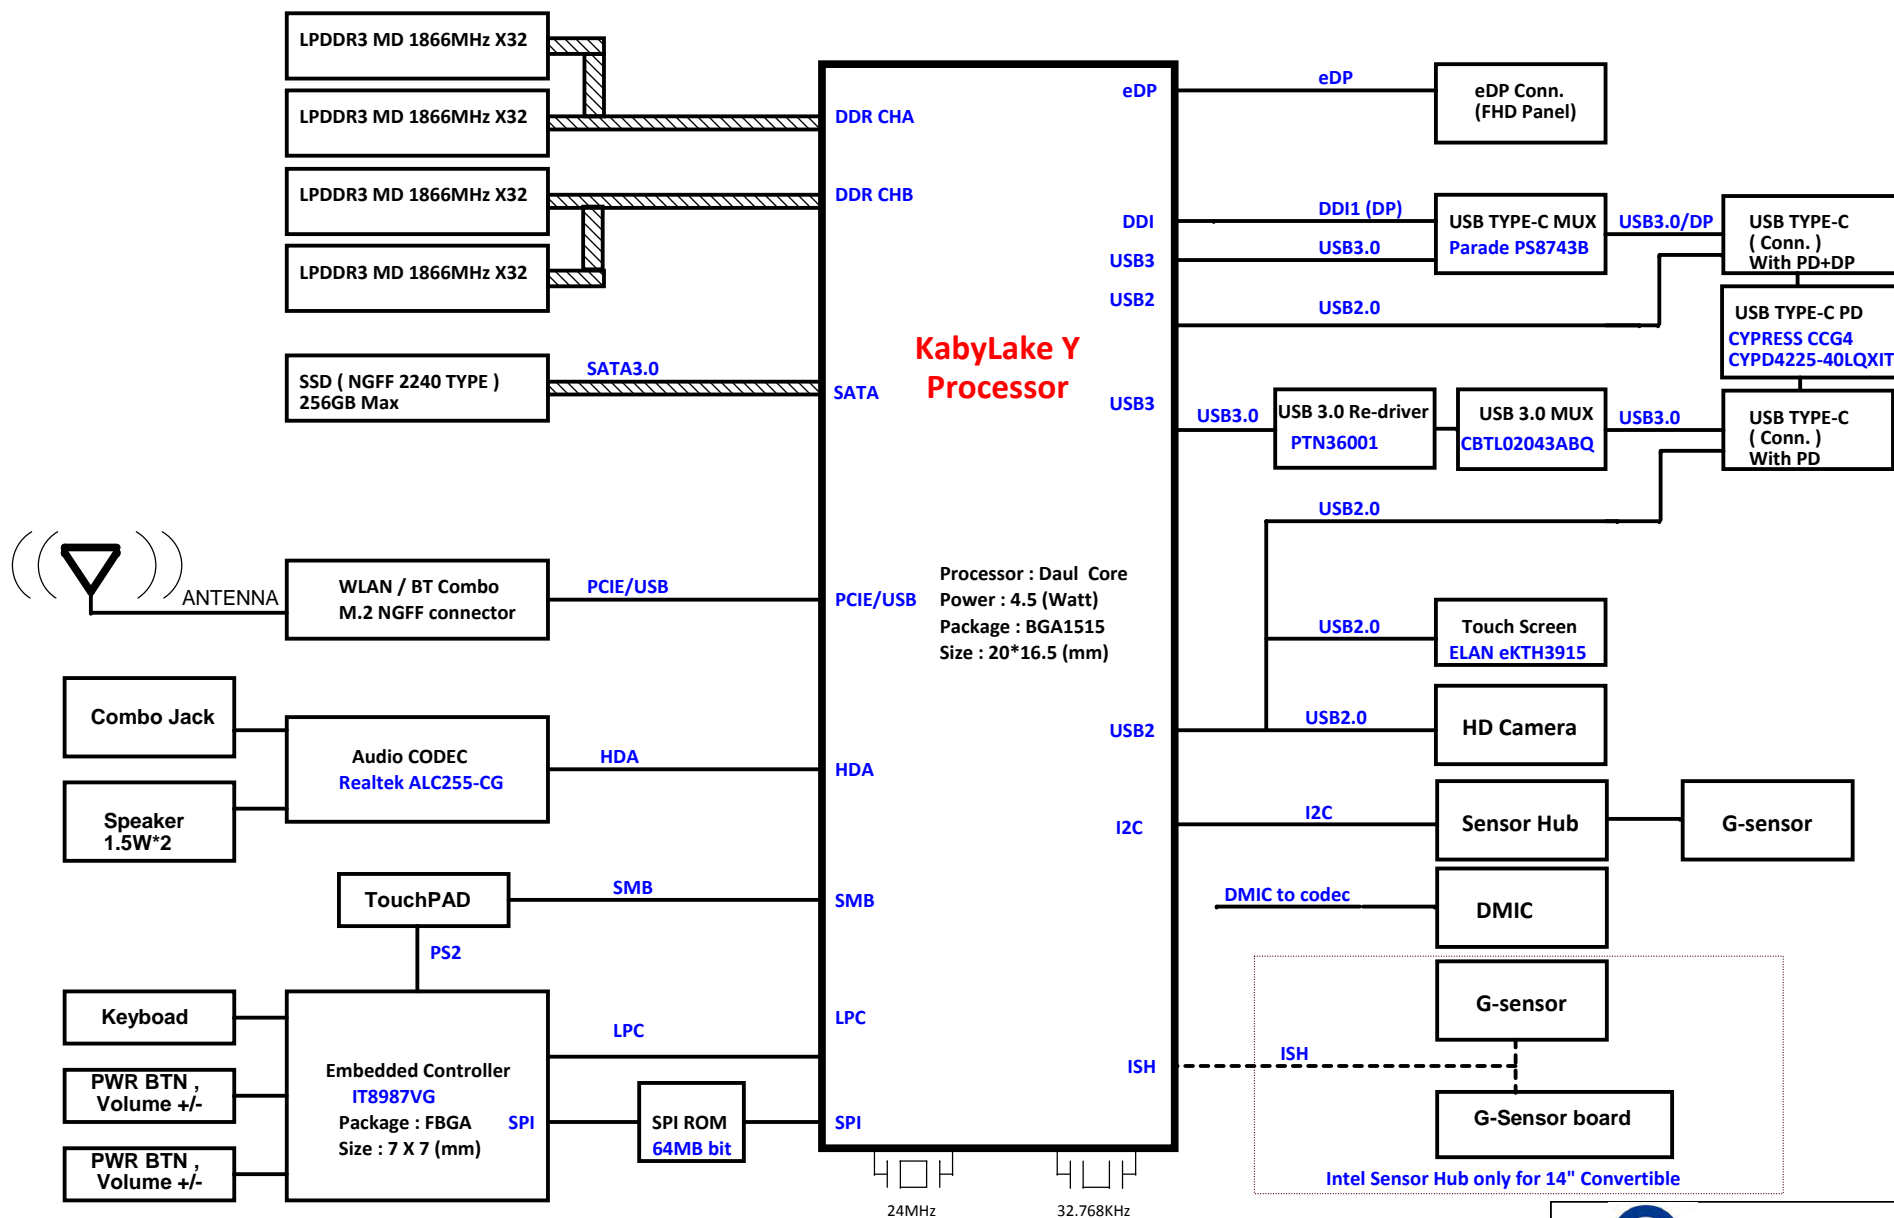 LPDDR3 MD 1866MHz X32
LPDDR3 MD 1866MHz X32
LPDDR3 MD 1866MHz X32
LPDDR3 MD 1866MHz X32
SSD ( NGFF 2240 TYPE )
256GB Max
SATA3.0
ANTENNA
WLAN / BT Combo
M.2 NGFF connector
PCIE/USB
Combo Jack
Speaker
1.5W*2
Audio CODEC
Realtek ALC255-CG
HDA
TouchPAD
SMB
PS2
Keyboad
PWR BTN ,
Volume +/-
PWR BTN ,
Volume +/-
Embedded Controller
IT8987VG
Package : FBGA
Size : 7 X 7 (mm)
SPI
LPC
SPI ROM
64MB bit
DDR CHA
DDR CHB
SATA
PCIE/USB
HDA
SMB
LPC
SPI
KabyLake Y
Processor
Processor : Daul Core
Power : 4.5 (Watt)
Package : BGA1515
Size : 20*16.5 (mm)
eDP
DDI
USB3
USB2
USB3
USB2
I2C
ISH
24MHz
32.768KHz
eDP
eDP Conn.
(FHD Panel)
DDI1 (DP)
USB3.0
USB TYPE-C MUX
Parade PS8743B
USB3.0/DP
USB TYPE-C
( Conn. )
With PD+DP
USB2.0
USB TYPE-C PD
CYPRESS CCG4
CYPD4225-40LQXIT
USB3.0
USB 3.0 Re-driver
PTN36001
USB 3.0 MUX
CBTL02043ABQ
USB3.0
USB TYPE-C
( Conn. )
With PD
USB2.0
USB2.0
Touch Screen
ELAN eKTH3915
USB2.0
HD Camera
I2C
Sensor Hub
G-sensor
DMIC to codec
DMIC
G-sensor
ISH
G-Sensor board
Intel Sensor Hub only for 14" Convertible